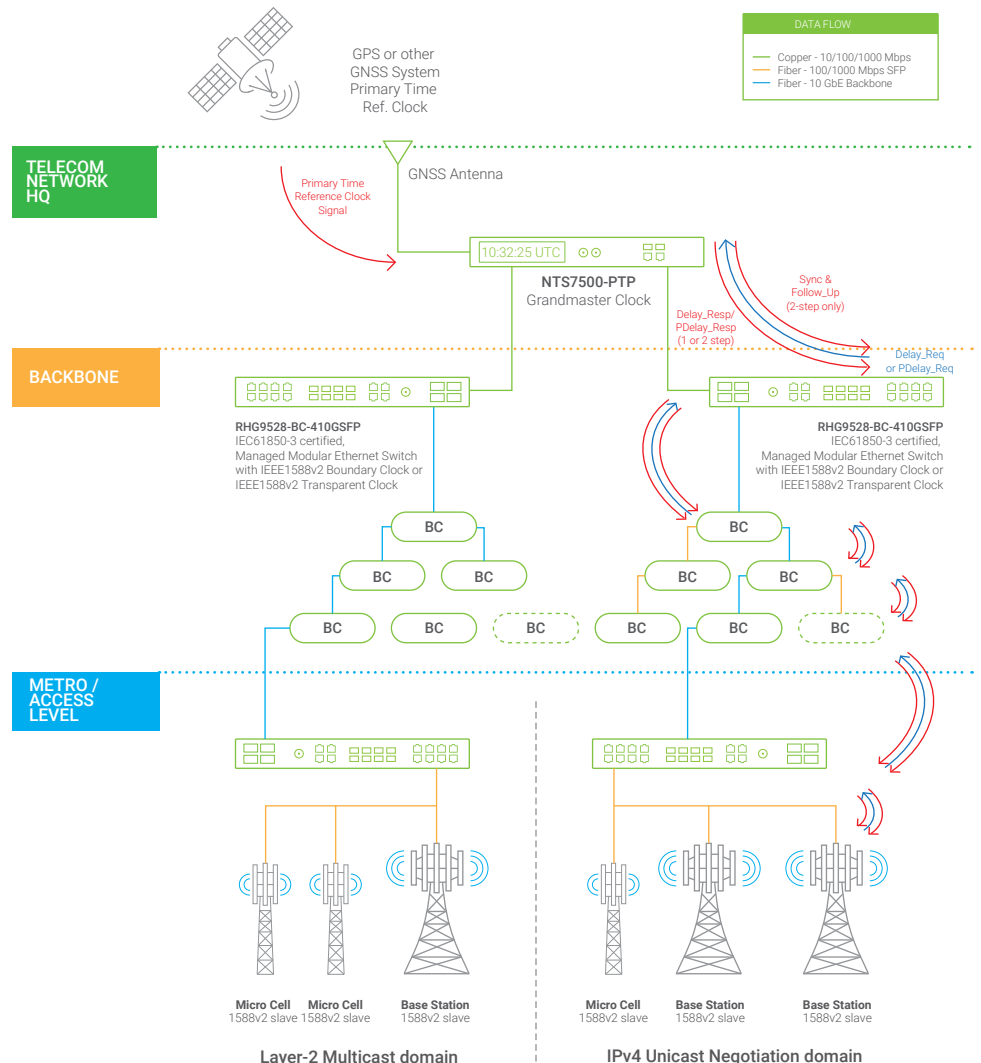 GPS or other
GNSS System
Primary Time
Ref. Clock
DATA FLOW
Copper - 10/100/1000 Mbps
Fiber - 100/1000 Mbps SFP
Fiber - 10 GbE Backbone
TELECOM
NETWORK
HQ
GNSS Antenna
Primary Time
Reference Clock
Signal
10:32:25 UTC
NTS7500-PTP
Grandmaster Clock
Sync &
Follow_Up
(2-step only)
Delay_Resp/
PDelay_Resp
(1 or 2 step)
Delay_Req
or PDelay_Req
BACKBONE
RHG9528-BC-410GSFP
IEC61850-3 certified,
Managed Modular Ethernet Switch
with IEEE1588v2 Boundary Clock or
IEEE1588v2 Transparent Clock
RHG9528-BC-410GSFP
IEC61850-3 certified,
Managed Modular Ethernet Switch
with IEEE1588v2 Boundary Clock or
IEEE1588v2 Transparent Clock
BC
BC
BC BC
BC BC
BC BC BC
BC BC BC
METRO /
ACCESS
LEVEL
Micro Cell
1588v2 slave
Micro Cell
1588v2 slave
Base Station
1588v2 slave
Micro Cell
1588v2 slave
Base Station
1588v2 slave
Base Station
1588v2 slave
Layer-2 Multicast domain
IPv4 Unicast Negotiation domain